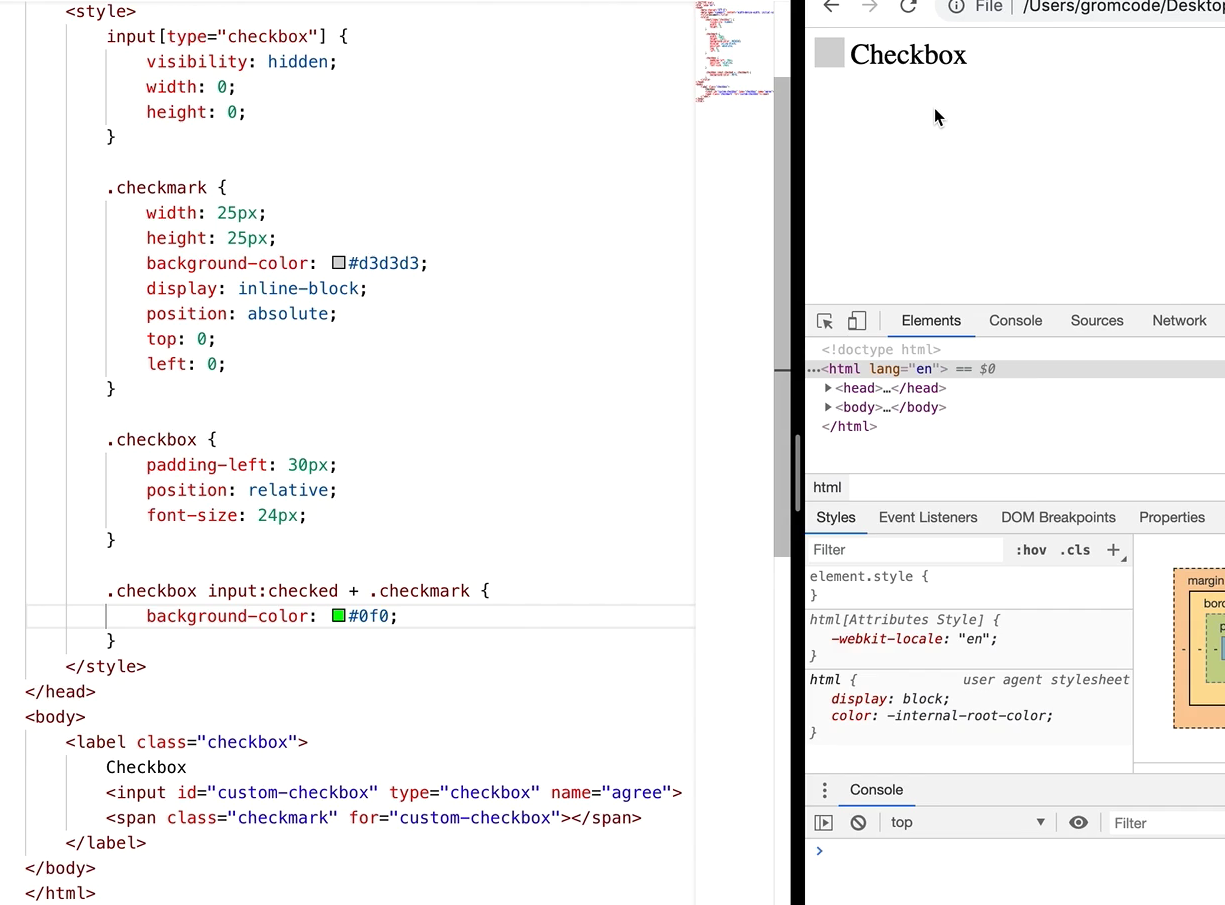 <style>
input[type="checkbox"] {
visibility: hidden;
width: 0;
height: 0;
}
.checkmark {
width: 25px;
height: 25px;
background-color: #d3d3d3;
display: inline-block;
position: absolute;
top: 0;
left: 0;
}
.checkbox {
padding-left: 30px;
position: relative;
font-size: 24px;
}
.checkbox input:checked + .checkmark {
background-color: #0f0;
}
</style>
</head>
<body>
<label class="checkbox">
Checkbox
<input id="custom-checkbox" type="checkbox" name="agree">
<span class="checkmark" for="custom-checkbox"></span>
</label>
</body>
</html>
File | /Users/gromcode/Desktop
Checkbox
Elements Console Sources Network
<!doctype html>
…<html lang="en"> == $0
<head>…</head>
<body>…</body>
</html>
html
Styles Event Listeners DOM Breakpoints Properties
Filter :hov .cls +
element.style {
}
html[Attributes Style] {
-webkit-locale: "en";
}
html { user agent stylesheet
display: block;
color: -internal-root-color;
}
margin
-
-
-
Console
top Filter
>